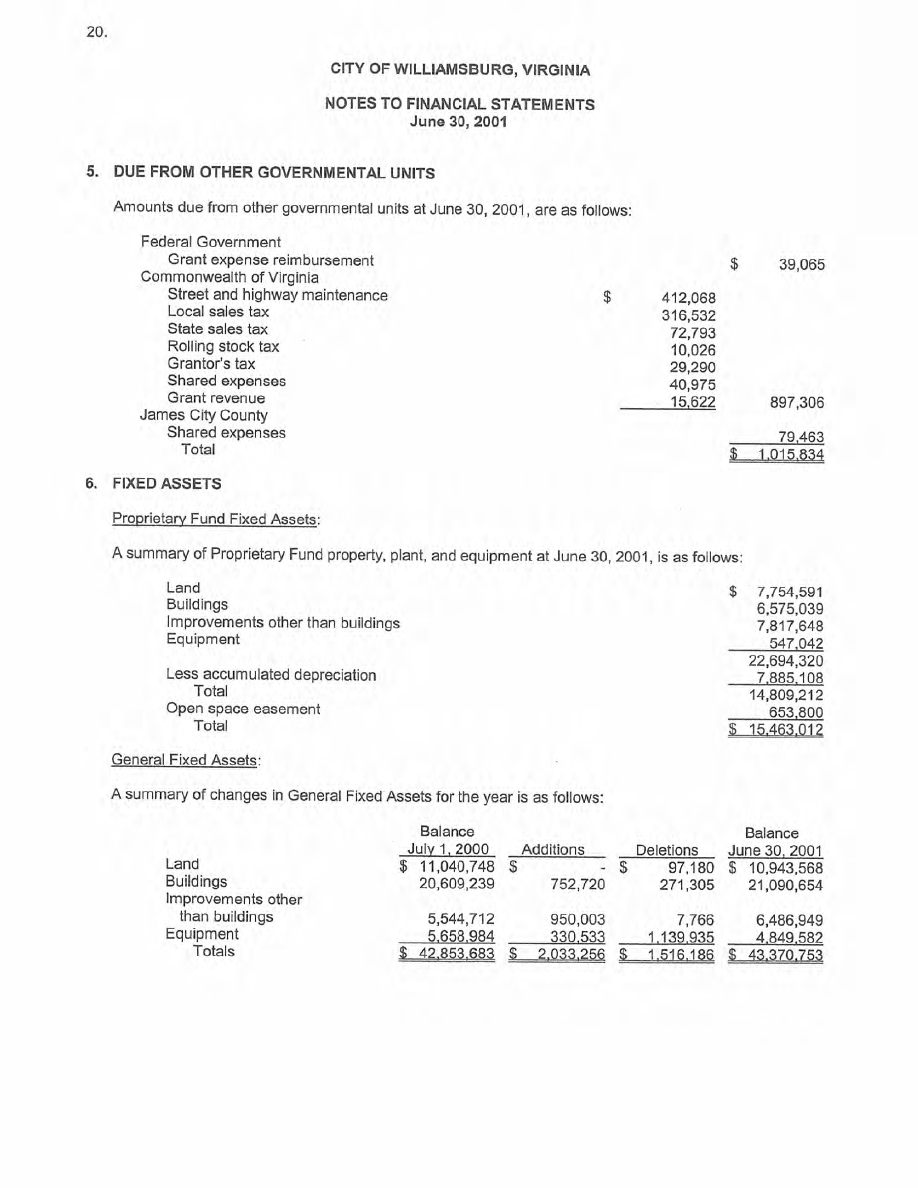 20.
CITY OF WILLIAMSBURG, VIRGINIA
NOTES TO FINANCIAL STATEMENTS
June 30, 2001
5. DUE FROM OTHER GOVERNMENTAL UNITS
Amounts due from other governmental units at June 30, 2001, are as follows:
Federal Government
Grant expense reimbursement $ 39,065
Commonwealth of Virginia
Street and highway maintenance $ 412,068
Local sales tax 316,532
State sales tax 72,793
Rolling stock tax 10,026
Grantor's tax 29,290
Shared expenses 40,975
Grant revenue 15,622 897,306
James City County
Shared expenses 79,463
Total $ 1,015,834
6. FIXED ASSETS
Proprietary Fund Fixed Assets:
A summary of Proprietary Fund property, plant, and equipment at June 30, 2001, is as follows:
Land $ 7,754,591
Buildings 6,575,039
Improvements other than buildings 7,817,648
Equipment 547,042
22,694,320
Less accumulated depreciation 7,885,108
Total 14,809,212
Open space easement 653,800
Total $ 15,463,012
General Fixed Assets:
A summary of changes in General Fixed Assets for the year is as follows:
Balance Balance
July 1, 2000 Additions Deletions June 30, 2001
Land $ 11,040,748 $ - $ 97,180 $ 10,943,568
Buildings 20,609,239 752,720 271,305 21,090,654
Improvements other
than buildings 5,544,712 950,003 7,766 6,486,949
Equipment 5,658,984 330,533 1,139,935 4,849,582
Totals $ 42,853,683 $ 2,033,256 $ 1,516,186 $ 43,370,753